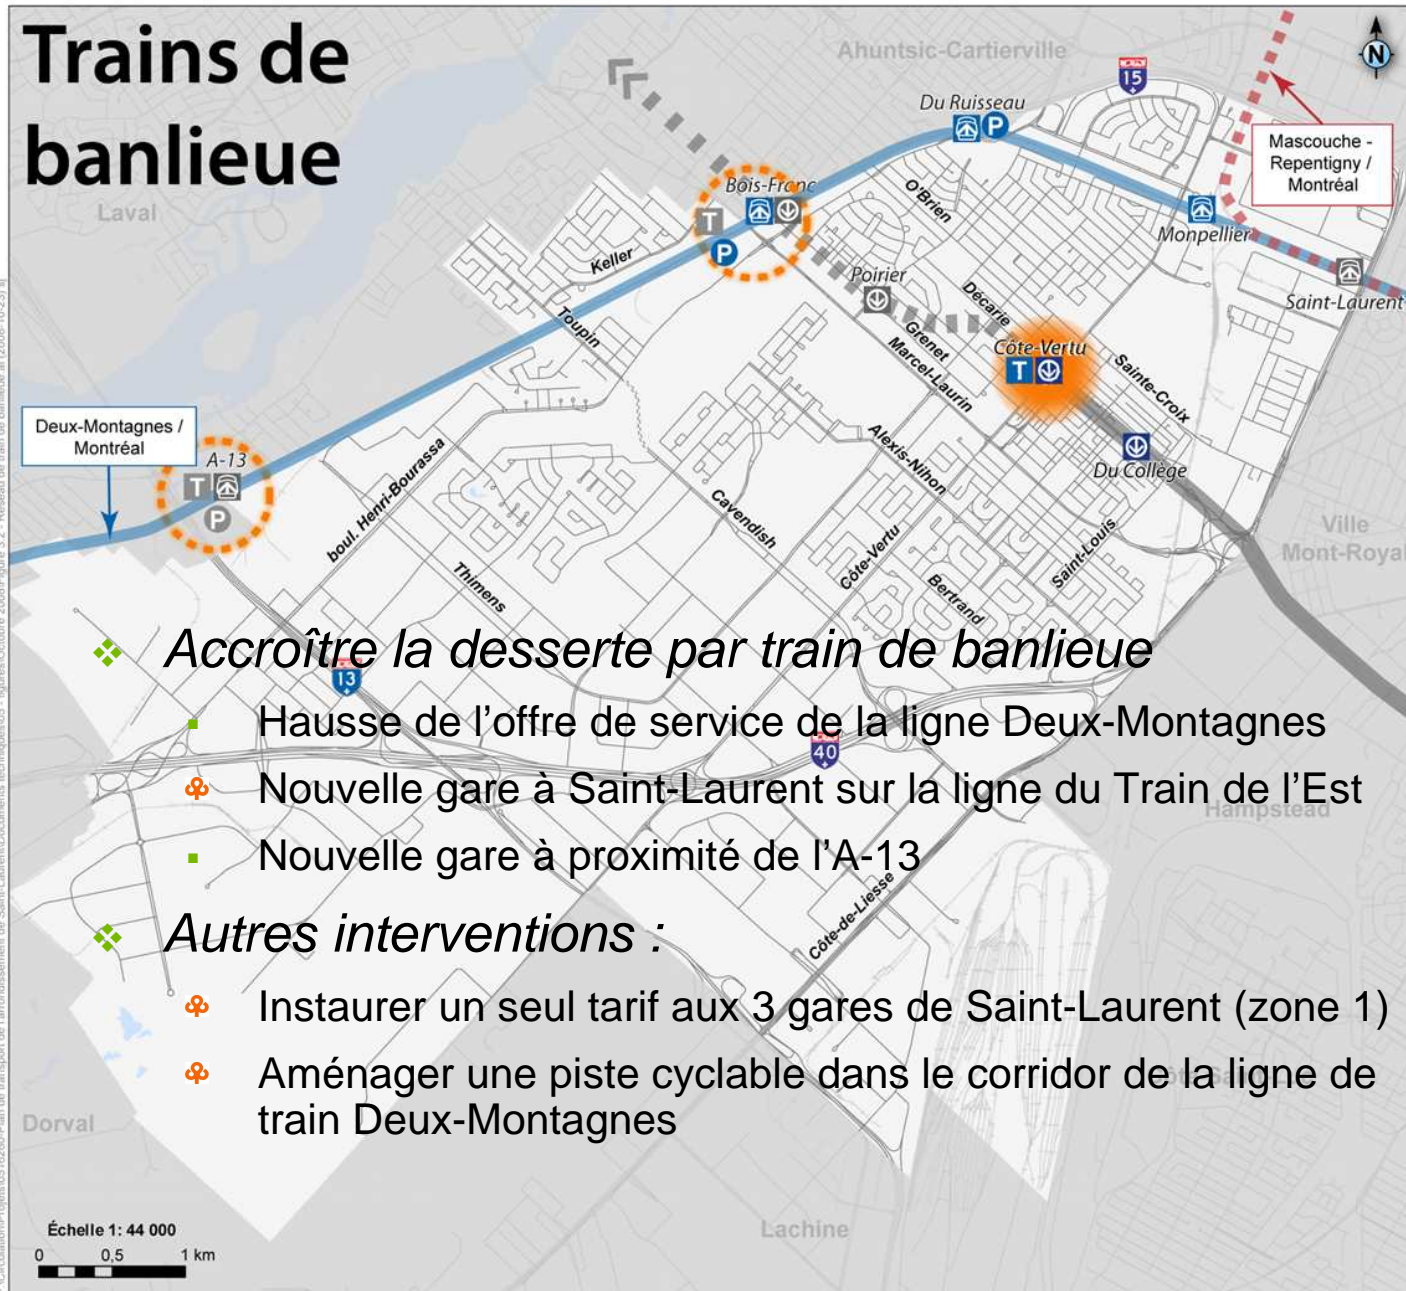 Trains de
banlieue
Ahuntsic-Cartierville
15
N
Du Ruisseau
P
Mascouche -
Repentigny /
Montréal
Laval
Bois-Franc
T
P
O'Brien
Monpellier
Keller
Poirier
Décarie
Saint-Laurent
Toupin
Grenet
Marcel-Laurin
Côte-Vertu
T
Sainte-Croix
Deux-Montagnes /
Montréal
A-13
T
P
boul. Henri-Bourassa
Alexis-Nihon
Du Collège
Cavendish
Ville
Mont-Royal
Thimens
Côte-Vertu
Saint-Louis
Bertrand
Accroître la desserte par train de banlieue
13
Hausse de l'offre de service de la ligne Deux-Montagnes
40
Nouvelle gare à Saint-Laurent sur la ligne du Train de l'Est
Hampstead
Nouvelle gare à proximité de l'A-13
Côte-de-Liesse
Autres interventions :
Instaurer un seul tarif aux 3 gares de Saint-Laurent (zone 1)
Aménager une piste cyclable dans le corridor de la ligne de
train Deux-Montagnes
Dorval
Lachine
Échelle 1: 44 000
0 0,5 1 km